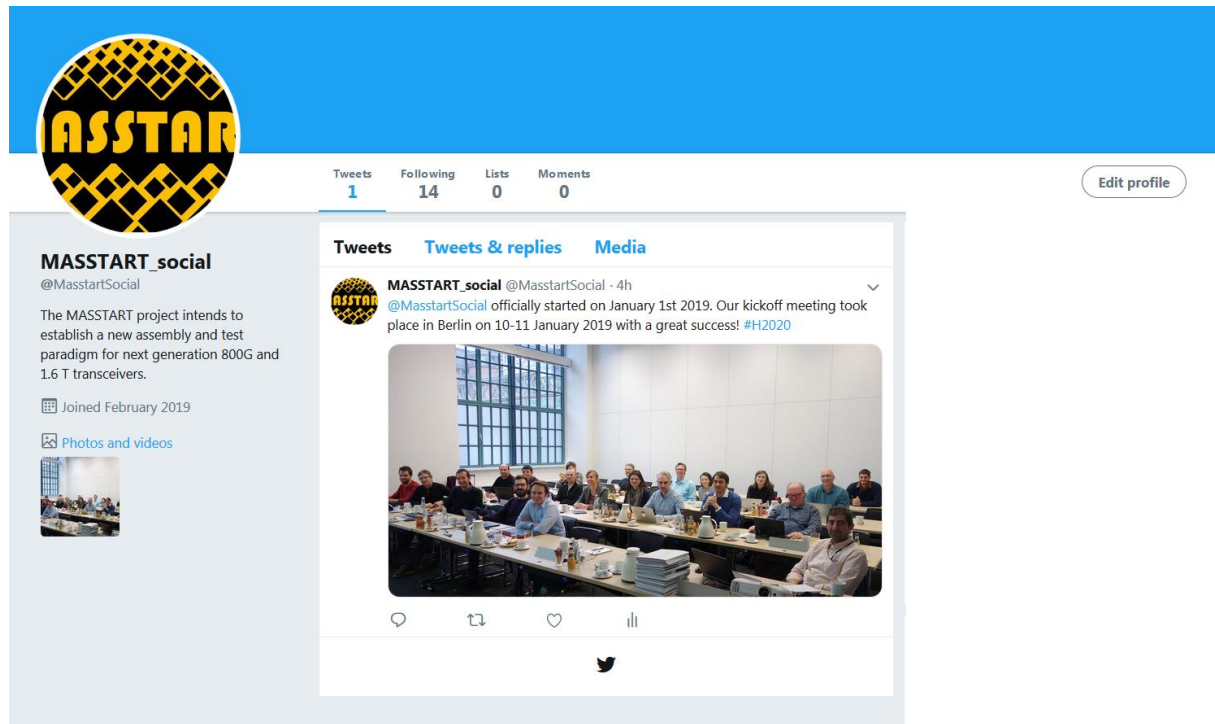 ASSTAR
Tweets Following Lists Moments
1 14 0 0
Edit profile
MASSTART_social
@MasstartSocial
The MASSTART project intends to
establish a new assembly and test
paradigm for next generation 800G and
1.6 T transceivers.
Joined February 2019
Photos and videos
Tweets Tweets & replies Media
ASSTAR
MASSTART_social @MasstartSocial · 4h
@MasstartSocial officially started on January 1st 2019. Our kickoff meeting took
place in Berlin on 10-11 January 2019 with a great success! #H2020